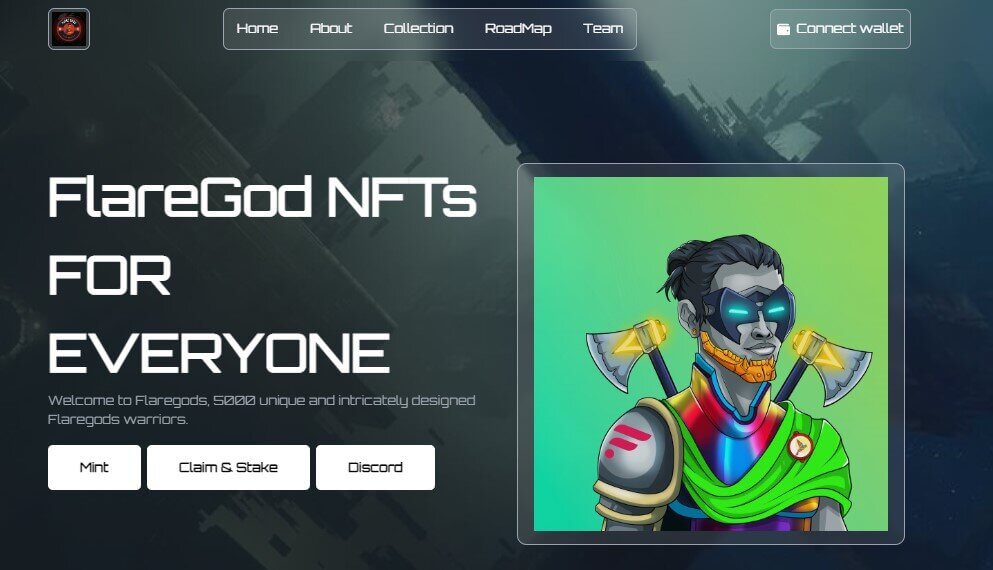 Home About Collection RoadMap Team
Connect wallet
FlareGod NFTs
FOR
EVERYONE
Welcome to Flaregods, 5000 unique and intricately designed
Flaregods warriors.
Mint Claim & Stake Discord